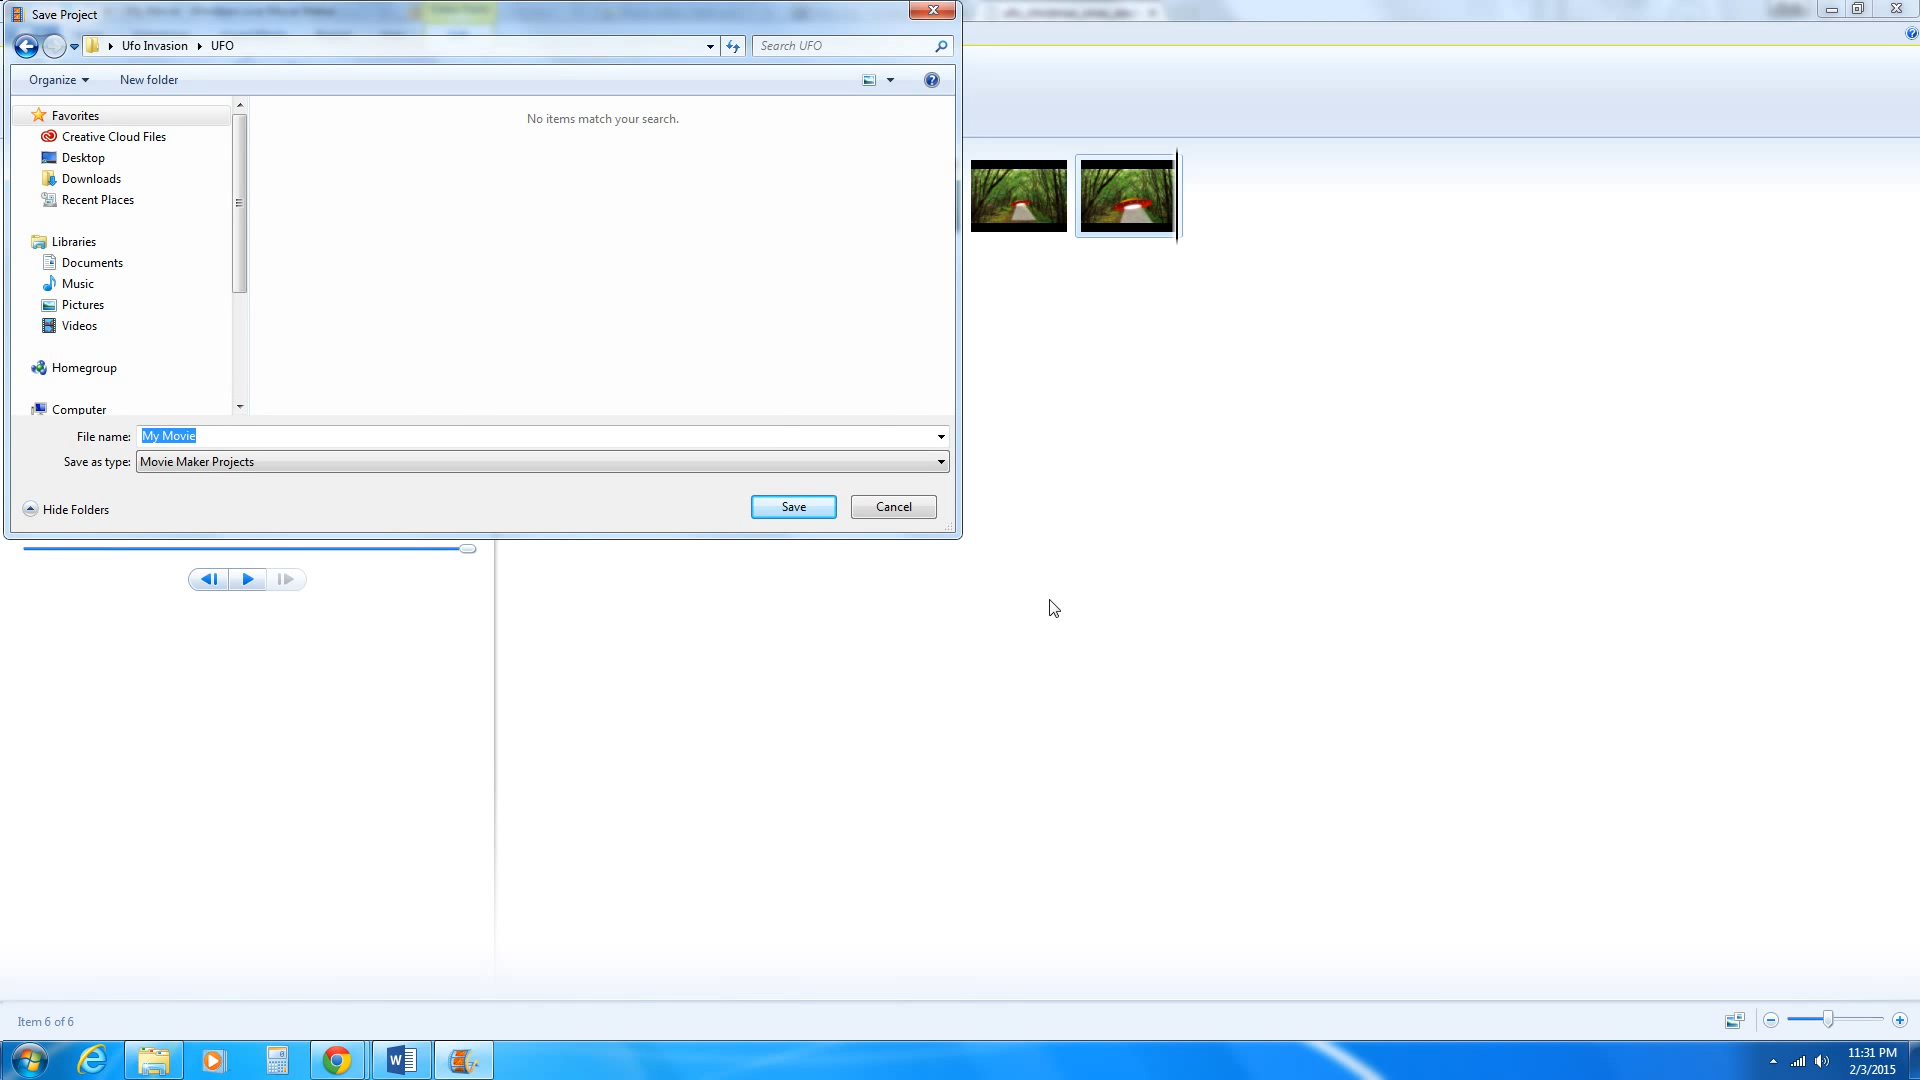 Save Project
Ufo Invasion UFO
Search UFO
Organize
New folder
No items match your search.
Favorites
Creative Cloud Files
Desktop
Downloads
Recent Places
Libraries
Documents
Music
Pictures
Videos
Homegroup
Computer
File name: My Movie
Save as type: Movie Maker Projects
Hide Folders
Save
Cancel
Item 6 of 6
11:31 PM
2/3/2015